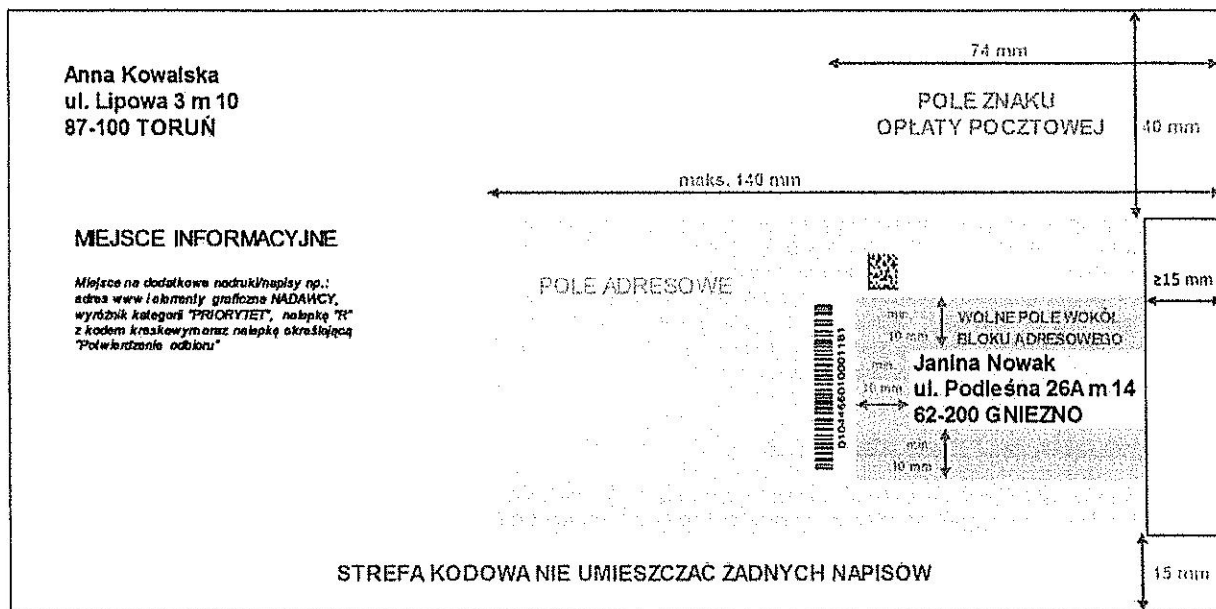 74 mm
Anna Kowalska
ul. Lipowa 3 m 10
87-100 TORUŃ
POLE ZNAKU
OPŁATY POCZTOWEJ
40 mm
maks. 140 mm
MIEJSCE INFORMACYJNE
Miejsce na dodatkowe nadruki/napisy np.:
adres www i elementy graficzne NADAWCY,
wyróżnik kategorii "PRIORYTET", nalepkę "R"
z kodem kreskowym oraz nalepkę określającą
"Potwierdzenie odbioru"
POLE ADRESOWE
≥15 mm
min.
10 mm
WOLNE POLE WOKÓŁ
BLOKU ADRESOWEGO
min.
10 mm
Janina Nowak
ul. Podleśna 26A m 14
62-200 GNIEZNO
min
10 mm
STREFA KODOWA NIE UMIESZCZAĆ ŻADNYCH NAPISÓW
15 mm